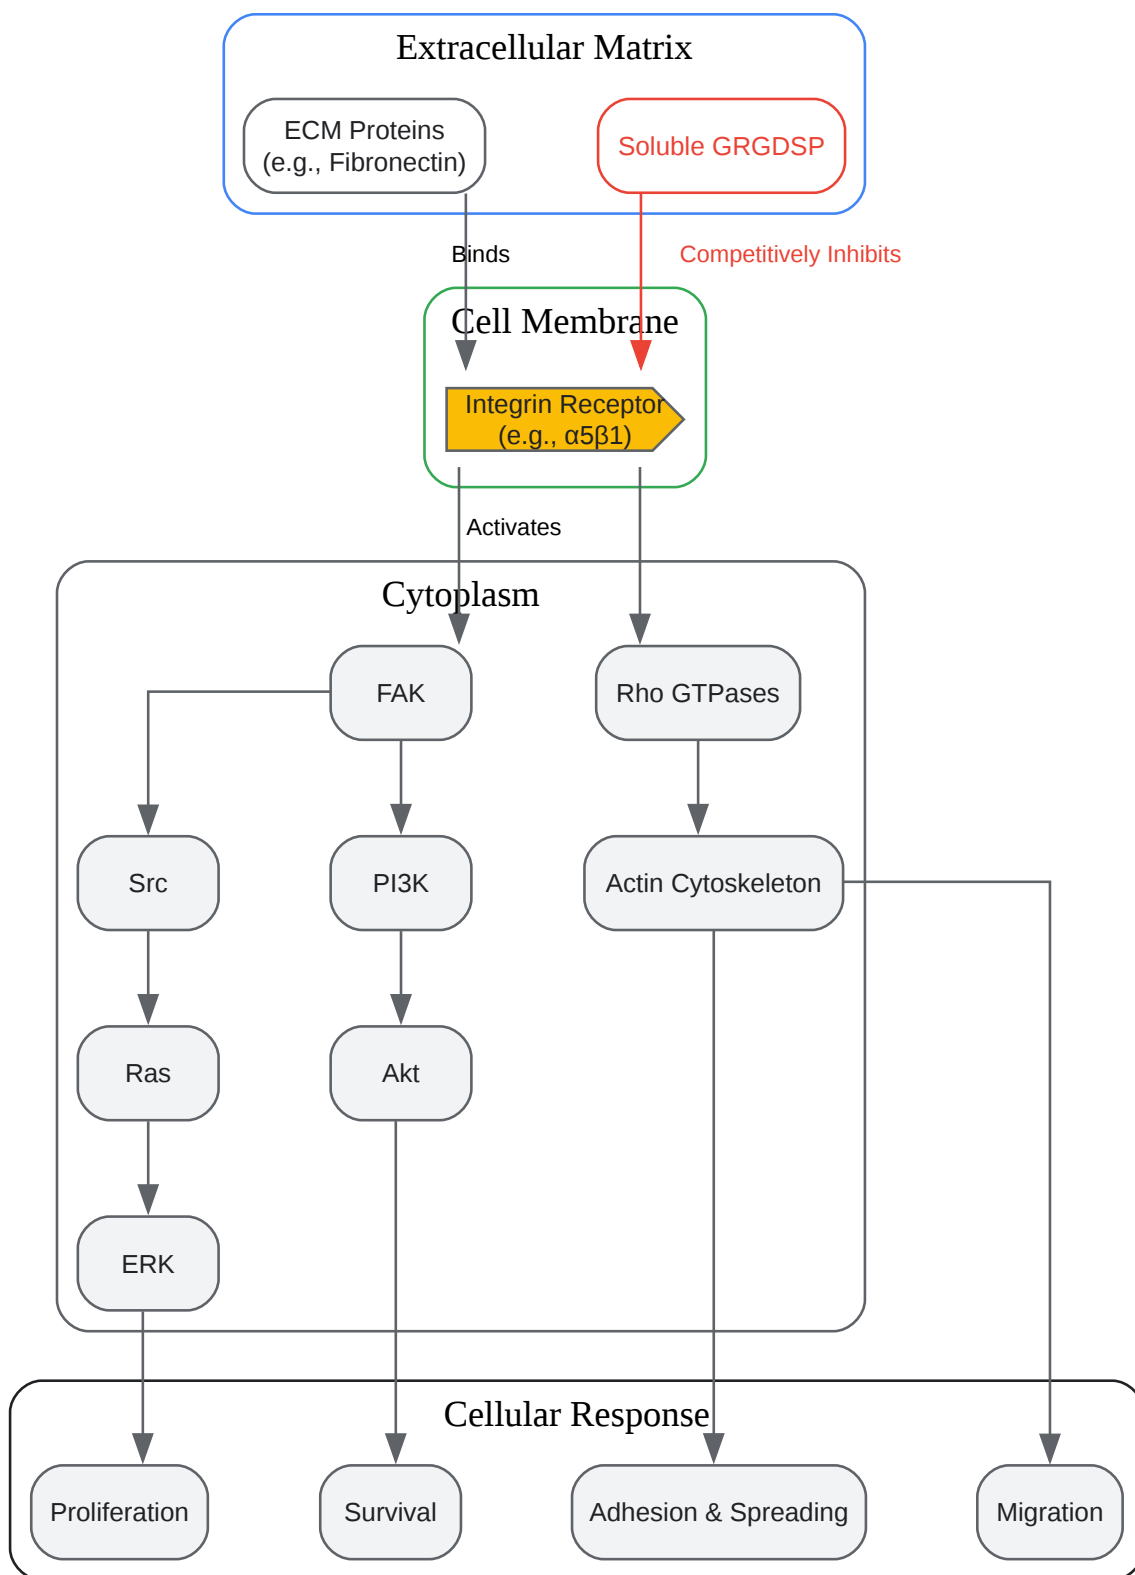 Extracellular Matrix
ECM Proteins
(e.g., Fibronectin)
Soluble GRGDSP
Binds
Competitively Inhibits
Cell Membrane
Integrin Receptor
(e.g., α5β1)
Activates
Cytoplasm
FAK
Rho GTPases
Src
PI3K
Actin Cytoskeleton
Ras
Akt
ERK
Cellular Response
Proliferation
Survival
Adhesion & Spreading
Migration